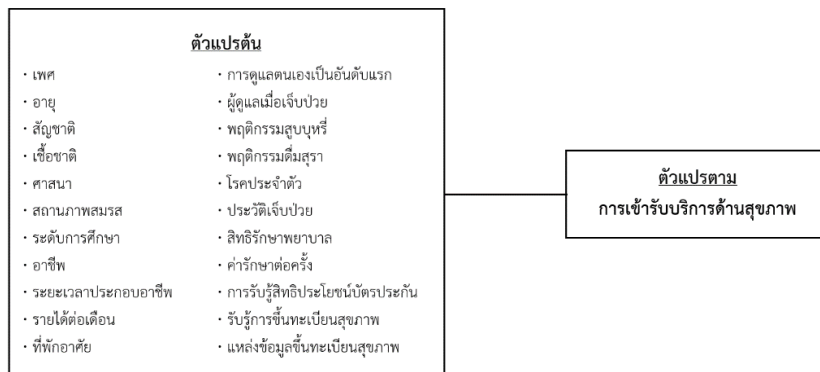 ตัวแปรต้น
· เพศ
· อายุ
· สัญชาติ
· เชื้อชาติ
· ศาสนา
· สถานภาพสมรส
· ระดับการศึกษา
· อาชีพ
· ระยะเวลาประกอบอาชีพ
· รายได้ต่อเดือน
· ที่พักอาศัย
· การดูแลตนเองเป็นอันดับแรก
· ผู้ดูแลเมื่อเจ็บป่วย
· พฤติกรรมสูบบุหรี่
· พฤติกรรมดื่มสุรา
· โรคประจำตัว
· ประวัติเจ็บป่วย
· สิทธิรักษาพยาบาล
· ค่ารักษาต่อครั้ง
· การรับรู้สิทธิประโยชน์บัตรประกัน
· รับรู้การขึ้นทะเบียนสุขภาพ
· แหล่งข้อมูลขึ้นทะเบียนสุขภาพ
ตัวแปรตาม
การเข้ารับบริการด้านสุขภาพ